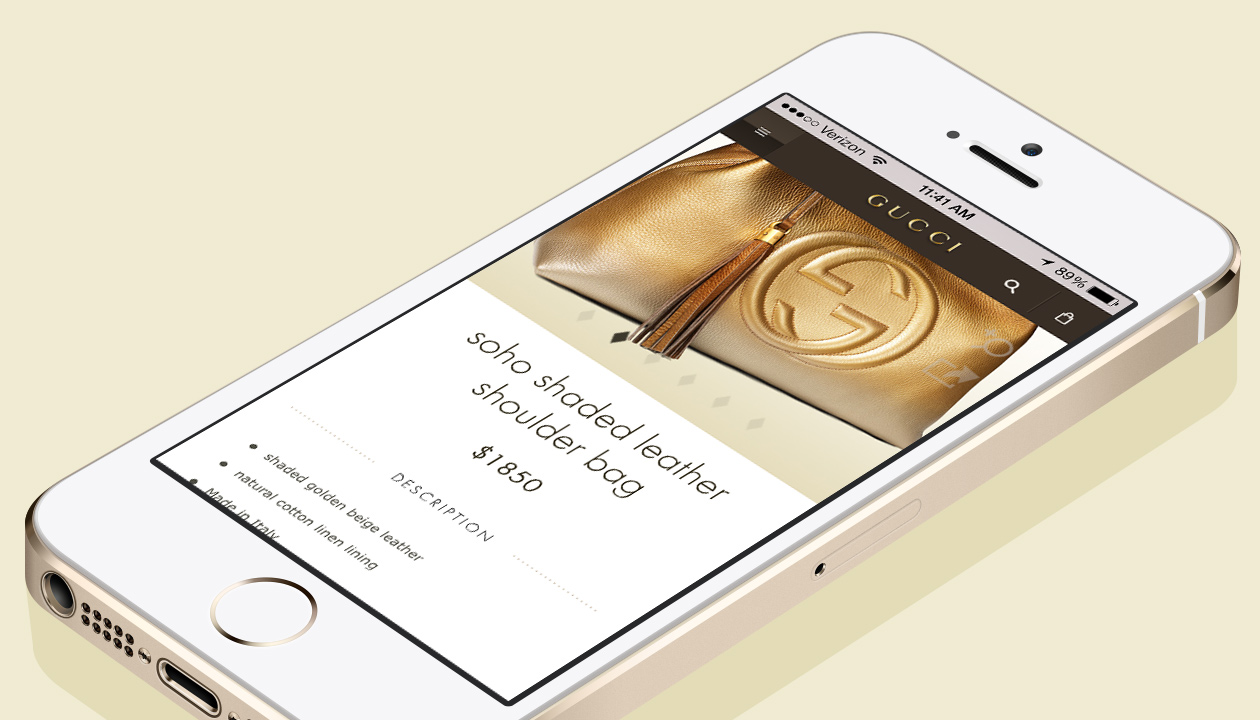 Verizon 11:41 AM 89%
GUCCI
soho shaded leather
shoulder bag
$1850
DESCRIPTION
shaded golden beige leather
natural cotton linen lining
Made in Italy